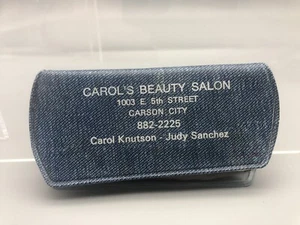 CAROL'S BEAUTY SALON
1003 E. 5th STREET
CARSON CITY
882-2225
Carol Knutson - Judy Sanchez